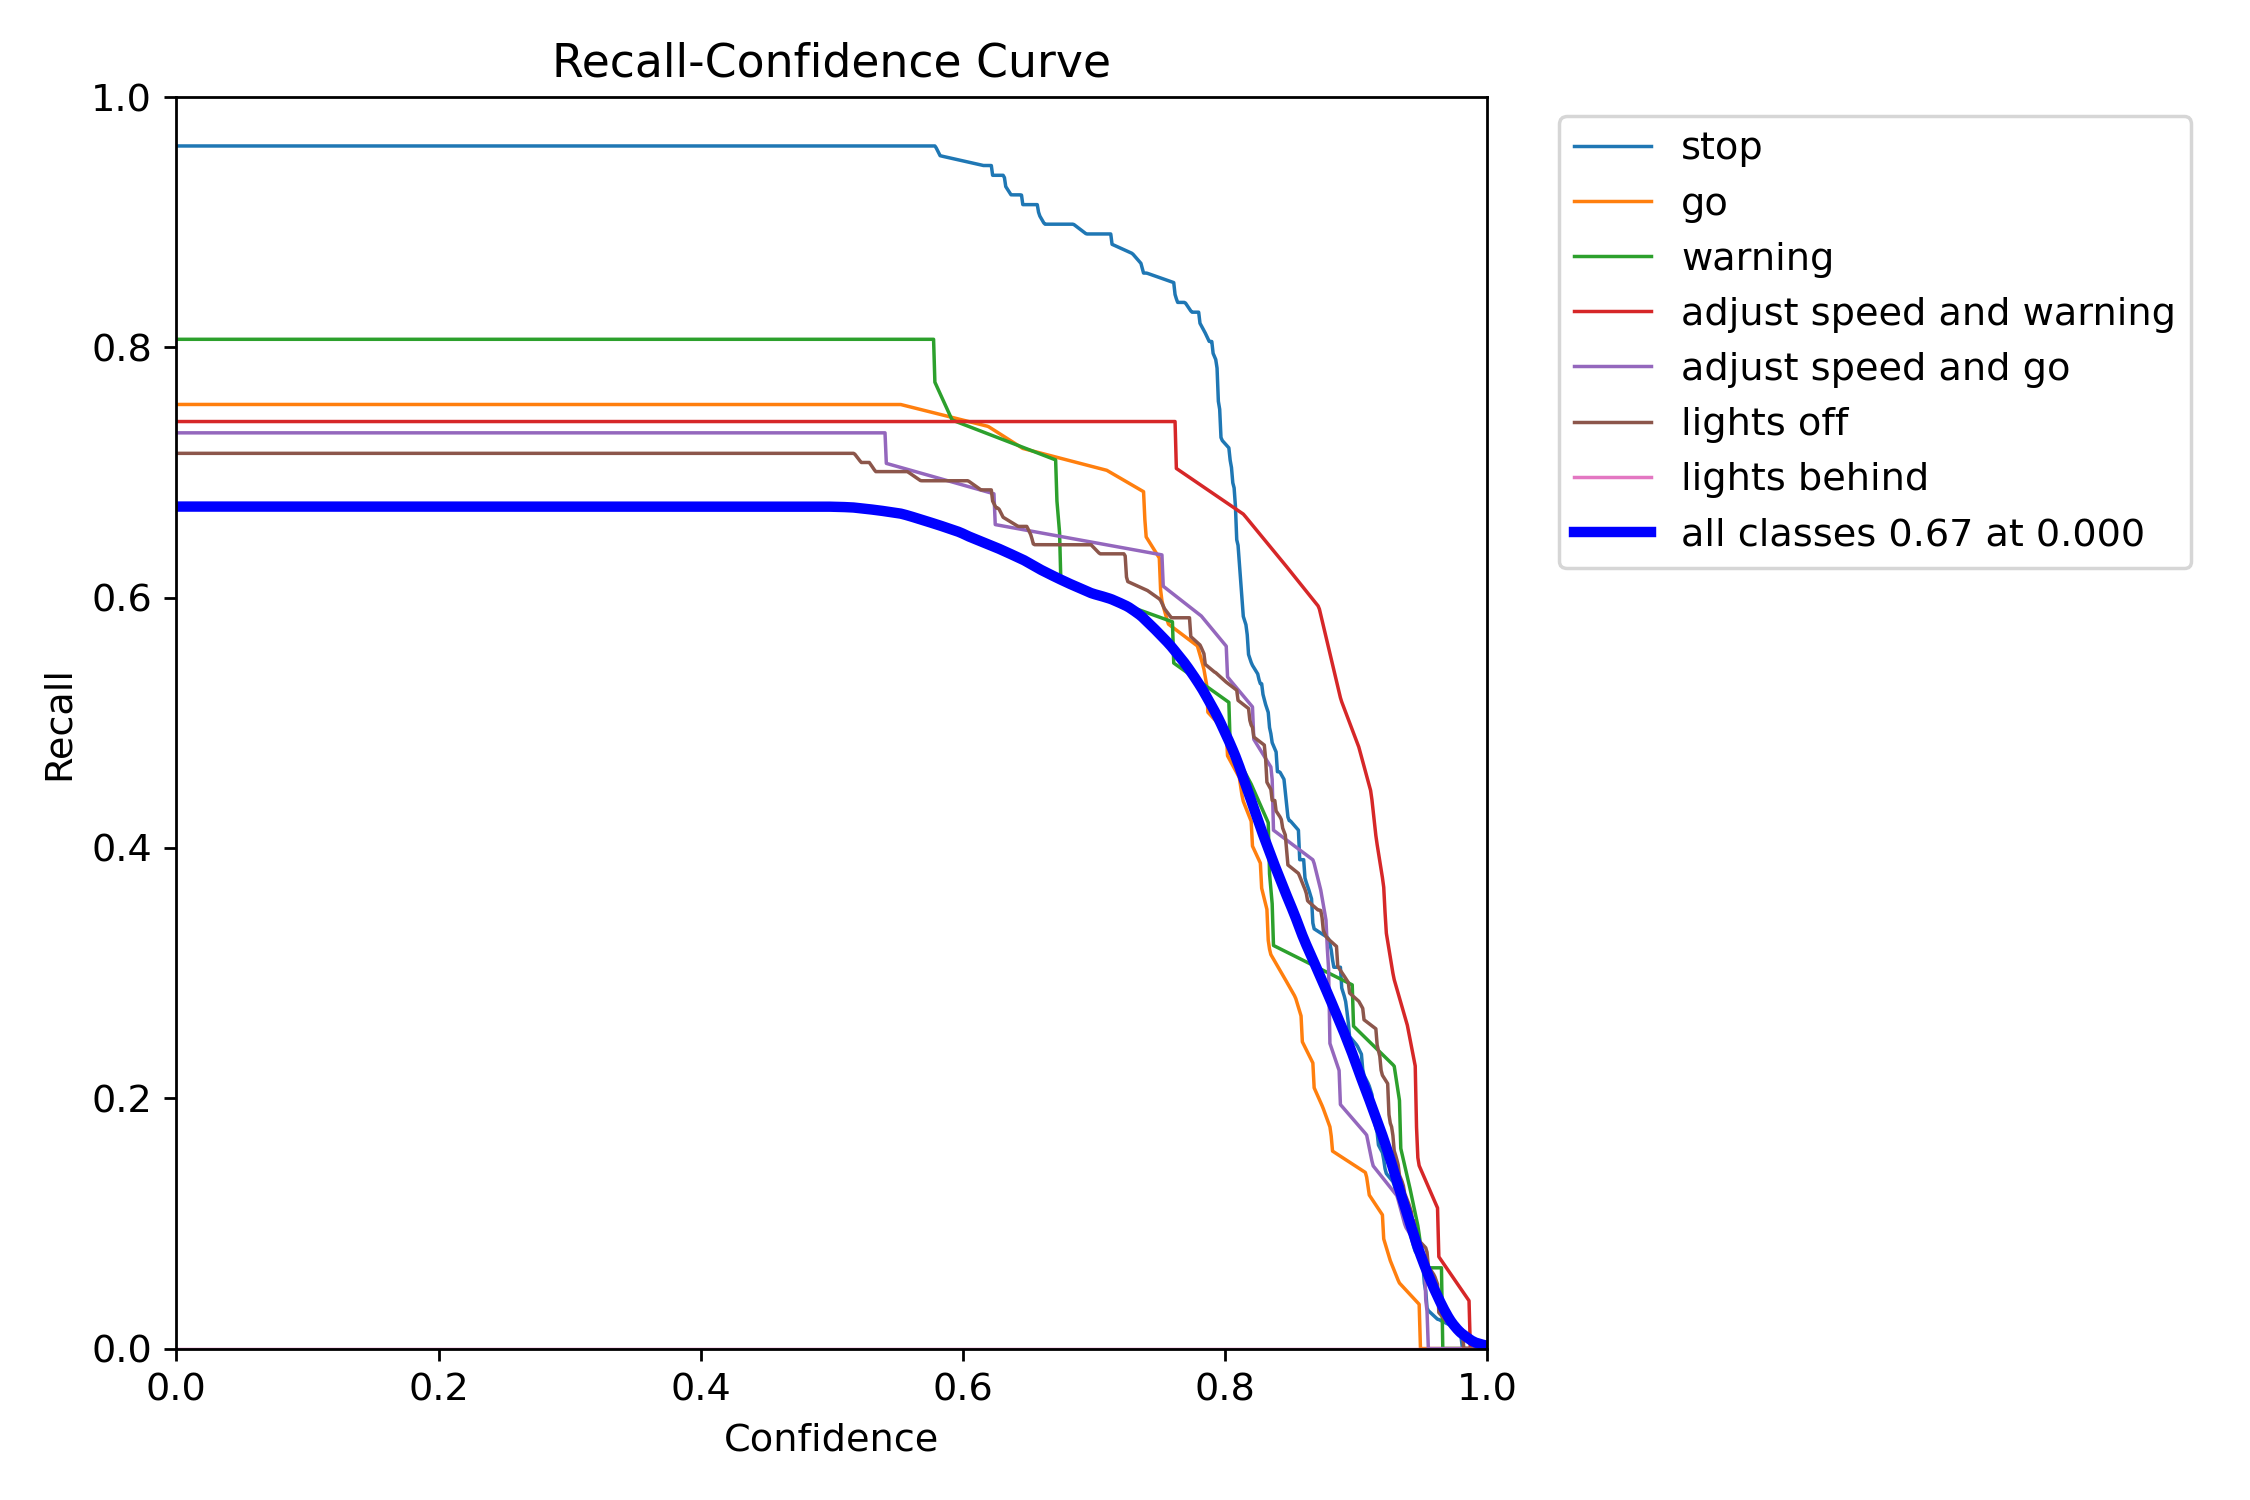 Recall-Confidence Curve
1.0
0.8
0.6
0.4
0.2
0.0
Recall
0.0 0.2 0.4 0.6 0.8 1.0
Confidence
stop
go
warning
adjust speed and warning
adjust speed and go
lights off
lights behind
all classes 0.67 at 0.000